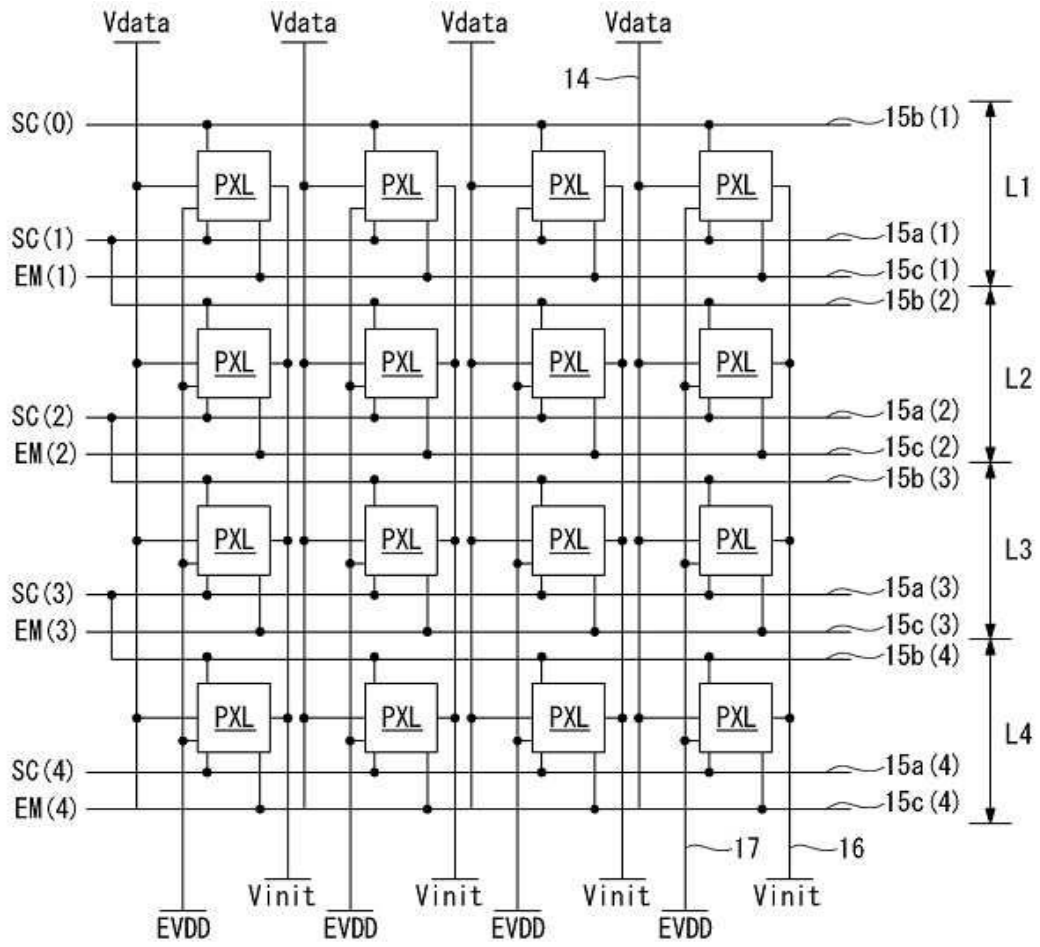 Vdata Vdata Vdata Vdata
14
SC(0) 15b(1)
PXL PXL PXL PXL L1
SC(1) 15a(1)
EM(1) 15c(1)
15b(2)
PXL PXL PXL PXL L2
SC(2) 15a(2)
EM(2) 15c(2)
15b(3)
PXL PXL PXL PXL L3
SC(3) 15a(3)
EM(3) 15c(3)
15b(4)
PXL PXL PXL PXL L4
SC(4) 15a(4)
EM(4) 15c(4)
17 16
Vinit Vinit Vinit Vinit
EVDD EVDD EVDD EVDD